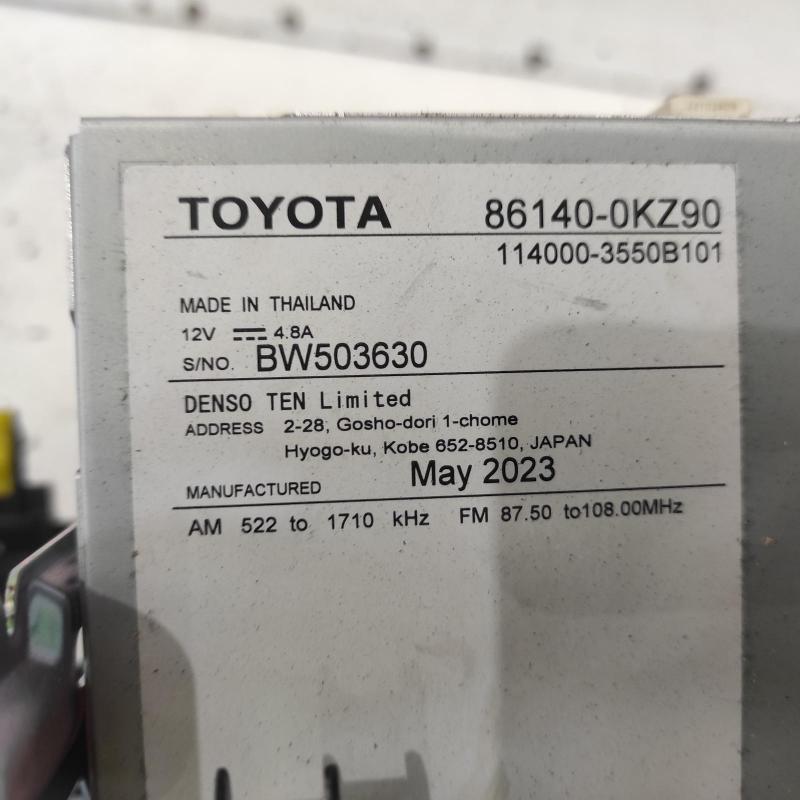 TOYOTA 86140-0KZ90
114000-3550B101
MADE IN THAILAND
12V ⎓ 4.8A
S/NO. BW503630
DENSO TEN Limited
ADDRESS 2-28, Gosho-dori 1-chome
Hyogo-ku, Kobe 652-8510, JAPAN
MANUFACTURED May 2023
AM 522 to 1710 kHz FM 87.50 to108.00MHz